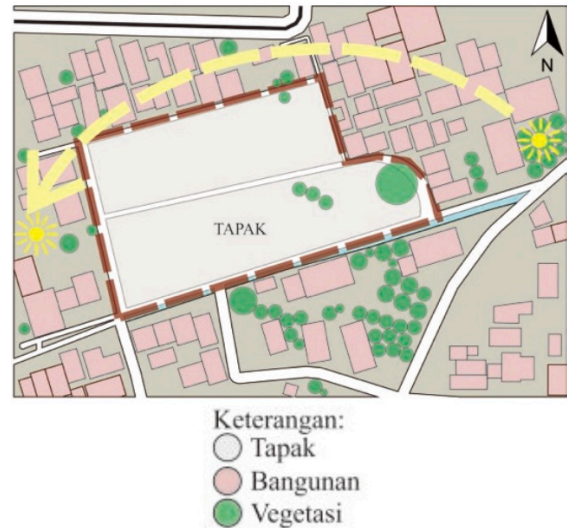 N
TAPAK
Keterangan:
Tapak
Bangunan
Vegetasi